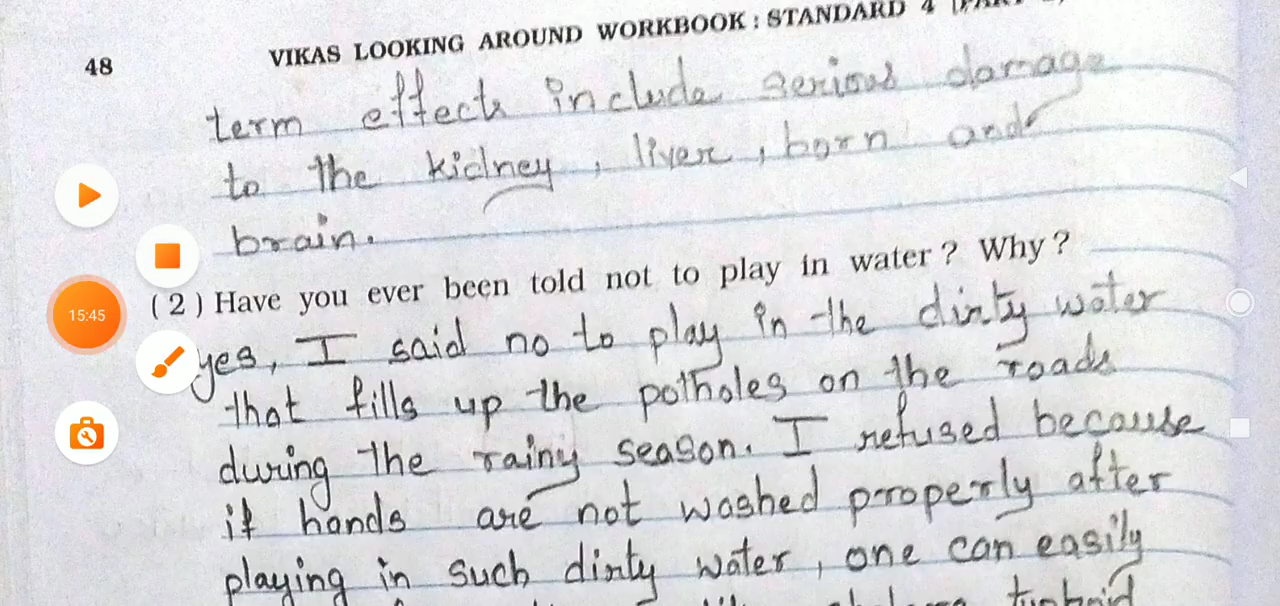 48
VIKAS LOOKING AROUND WORKBOOK : STANDARD 4
term effects include serious damage
to the kidney, liver, born and
brain.
( 2 ) Have you ever been told not to play in water ? Why ?
yes, I said no to play in the dirty water
that fills up the potholes on the roads
during the rainy season. I refused because
if hands are not washed properly after
playing in such dirty water, one can easily
15:45